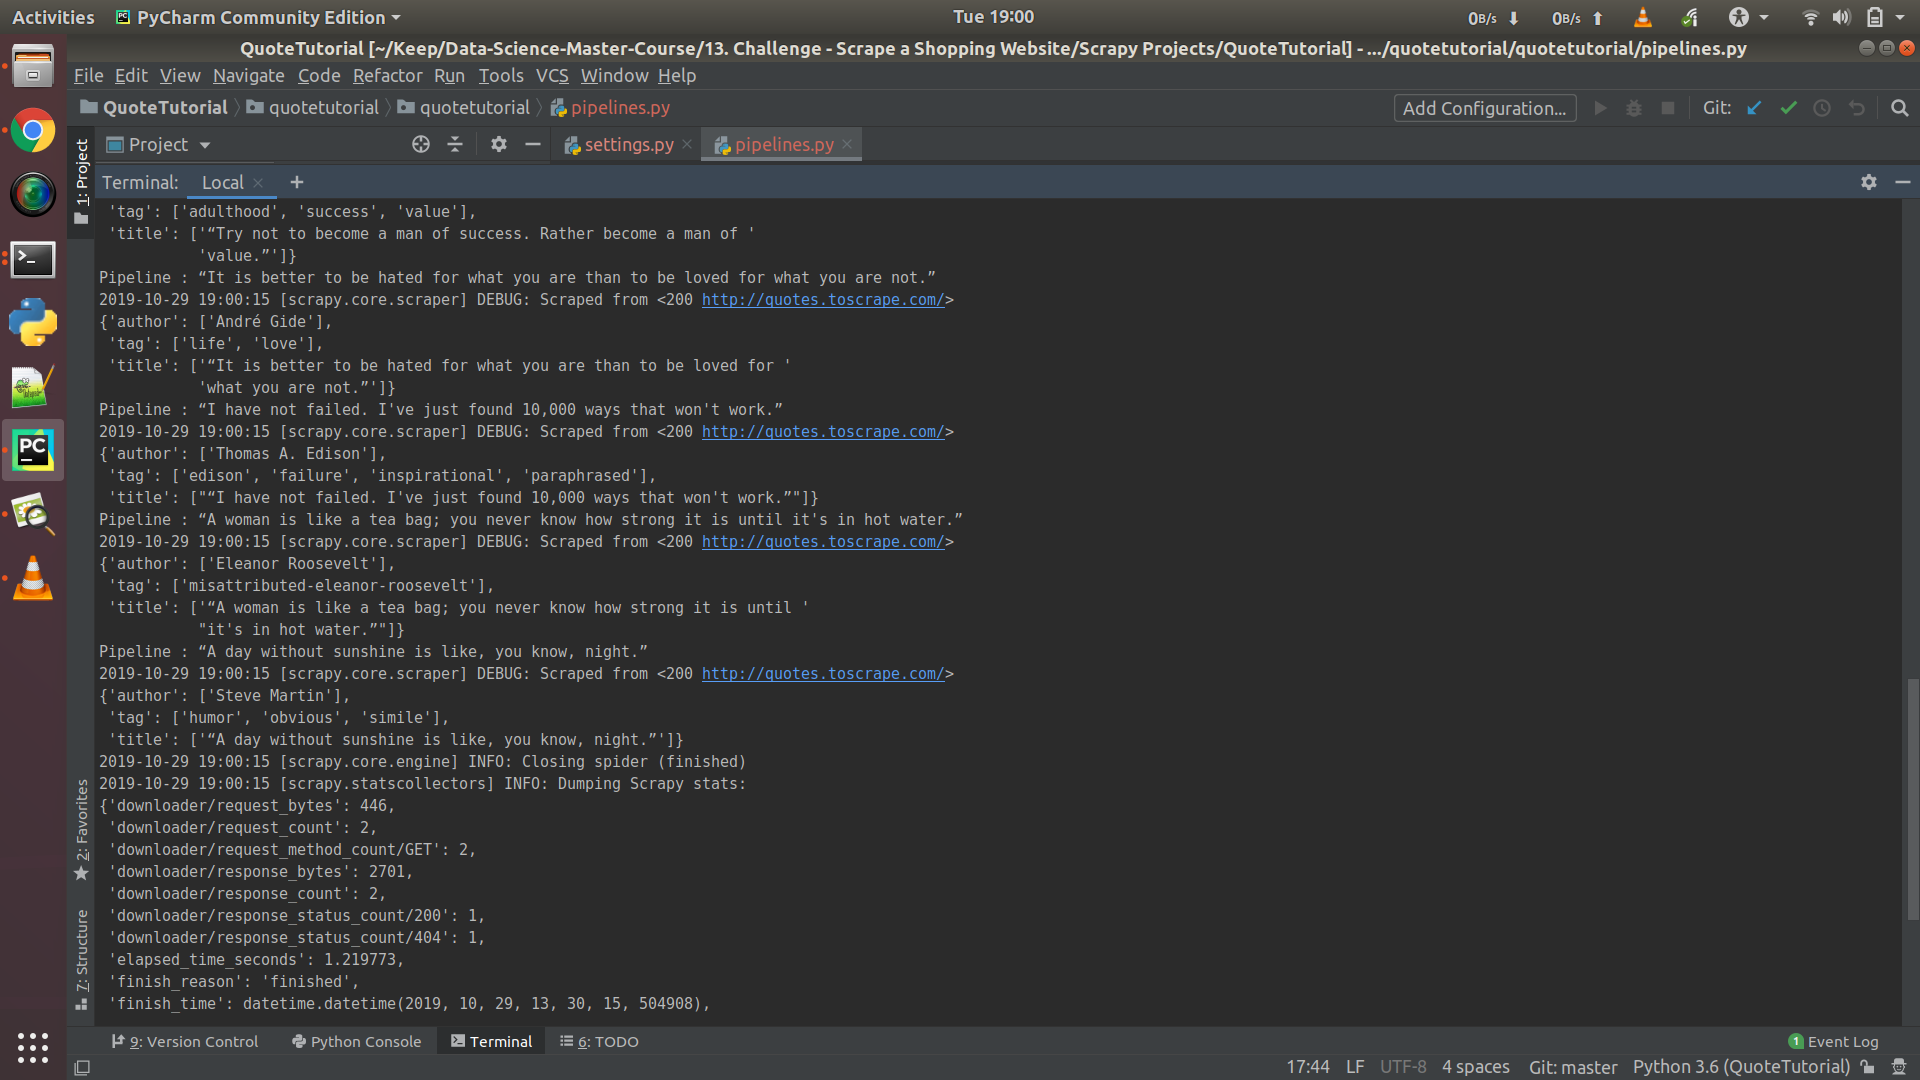 Activities PyCharm Community Edition Tue 19:00 0B/s 0B/s
QuoteTutorial [~/Keep/Data-Science-Master-Course/13. Challenge - Scrape a Shopping Website/Scrapy Projects/QuoteTutorial] - .../quotetutorial/quotetutorial/pipelines.py
File Edit View Navigate Code Refactor Run Tools VCS Window Help
QuoteTutorial quotetutorial quotetutorial pipelines.py Add Configuration... Git:
1: Project
Project settings.py pipelines.py
Terminal: Local +
'tag': ['adulthood', 'success', 'value'],
'title': ['“Try not to become a man of success. Rather become a man of '
'value.”']}
Pipeline : “It is better to be hated for what you are than to be loved for what you are not.”
2019-10-29 19:00:15 [scrapy.core.scraper] DEBUG: Scraped from <200 http://quotes.toscrape.com/>
{'author': ['André Gide'],
'tag': ['life', 'love'],
'title': ['“It is better to be hated for what you are than to be loved for '
'what you are not.”']}
Pipeline : “I have not failed. I've just found 10,000 ways that won't work.”
2019-10-29 19:00:15 [scrapy.core.scraper] DEBUG: Scraped from <200 http://quotes.toscrape.com/>
{'author': ['Thomas A. Edison'],
'tag': ['edison', 'failure', 'inspirational', 'paraphrased'],
'title': ["“I have not failed. I've just found 10,000 ways that won't work.”"]}
Pipeline : “A woman is like a tea bag; you never know how strong it is until it's in hot water.”
2019-10-29 19:00:15 [scrapy.core.scraper] DEBUG: Scraped from <200 http://quotes.toscrape.com/>
{'author': ['Eleanor Roosevelt'],
'tag': ['misattributed-eleanor-roosevelt'],
'title': ['“A woman is like a tea bag; you never know how strong it is until '
"it's in hot water.”"]}
Pipeline : “A day without sunshine is like, you know, night.”
2019-10-29 19:00:15 [scrapy.core.scraper] DEBUG: Scraped from <200 http://quotes.toscrape.com/>
{'author': ['Steve Martin'],
'tag': ['humor', 'obvious', 'simile'],
'title': ['“A day without sunshine is like, you know, night.”']}
2019-10-29 19:00:15 [scrapy.core.engine] INFO: Closing spider (finished)
2019-10-29 19:00:15 [scrapy.statscollectors] INFO: Dumping Scrapy stats:
{'downloader/request_bytes': 446,
'downloader/request_count': 2,
'downloader/request_method_count/GET': 2,
'downloader/response_bytes': 2701,
'downloader/response_count': 2,
'downloader/response_status_count/200': 1,
'downloader/response_status_count/404': 1,
'elapsed_time_seconds': 1.219773,
'finish_reason': 'finished',
'finish_time': datetime.datetime(2019, 10, 29, 13, 30, 15, 504908),
2: Favorites
7: Structure
PC
9: Version Control Python Console Terminal 6: TODO 1 Event Log
17:44 LF UTF-8 4 spaces Git: master Python 3.6 (QuoteTutorial)